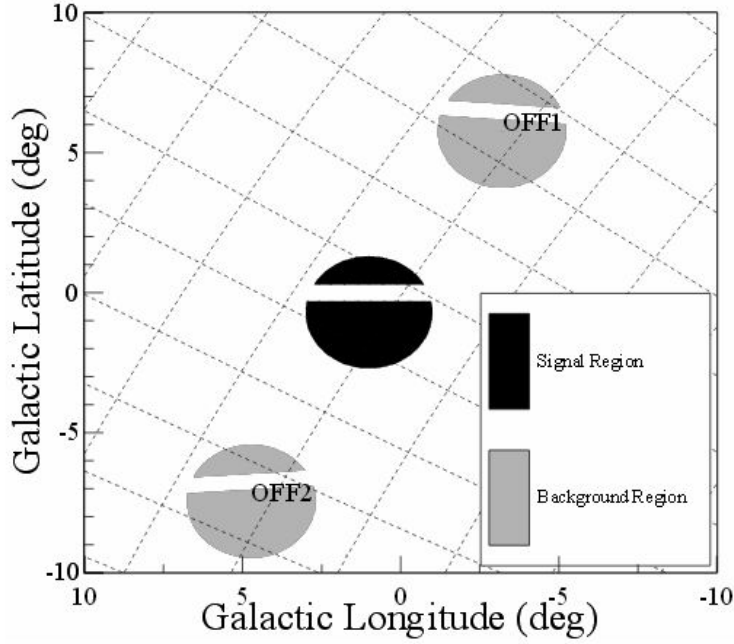 10
5
0
-5
-10
Galactic Latitude (deg)
OFF1
OFF2
Signal Region
Background Region
10
5
0
-5
-10
Galactic Longitude (deg)